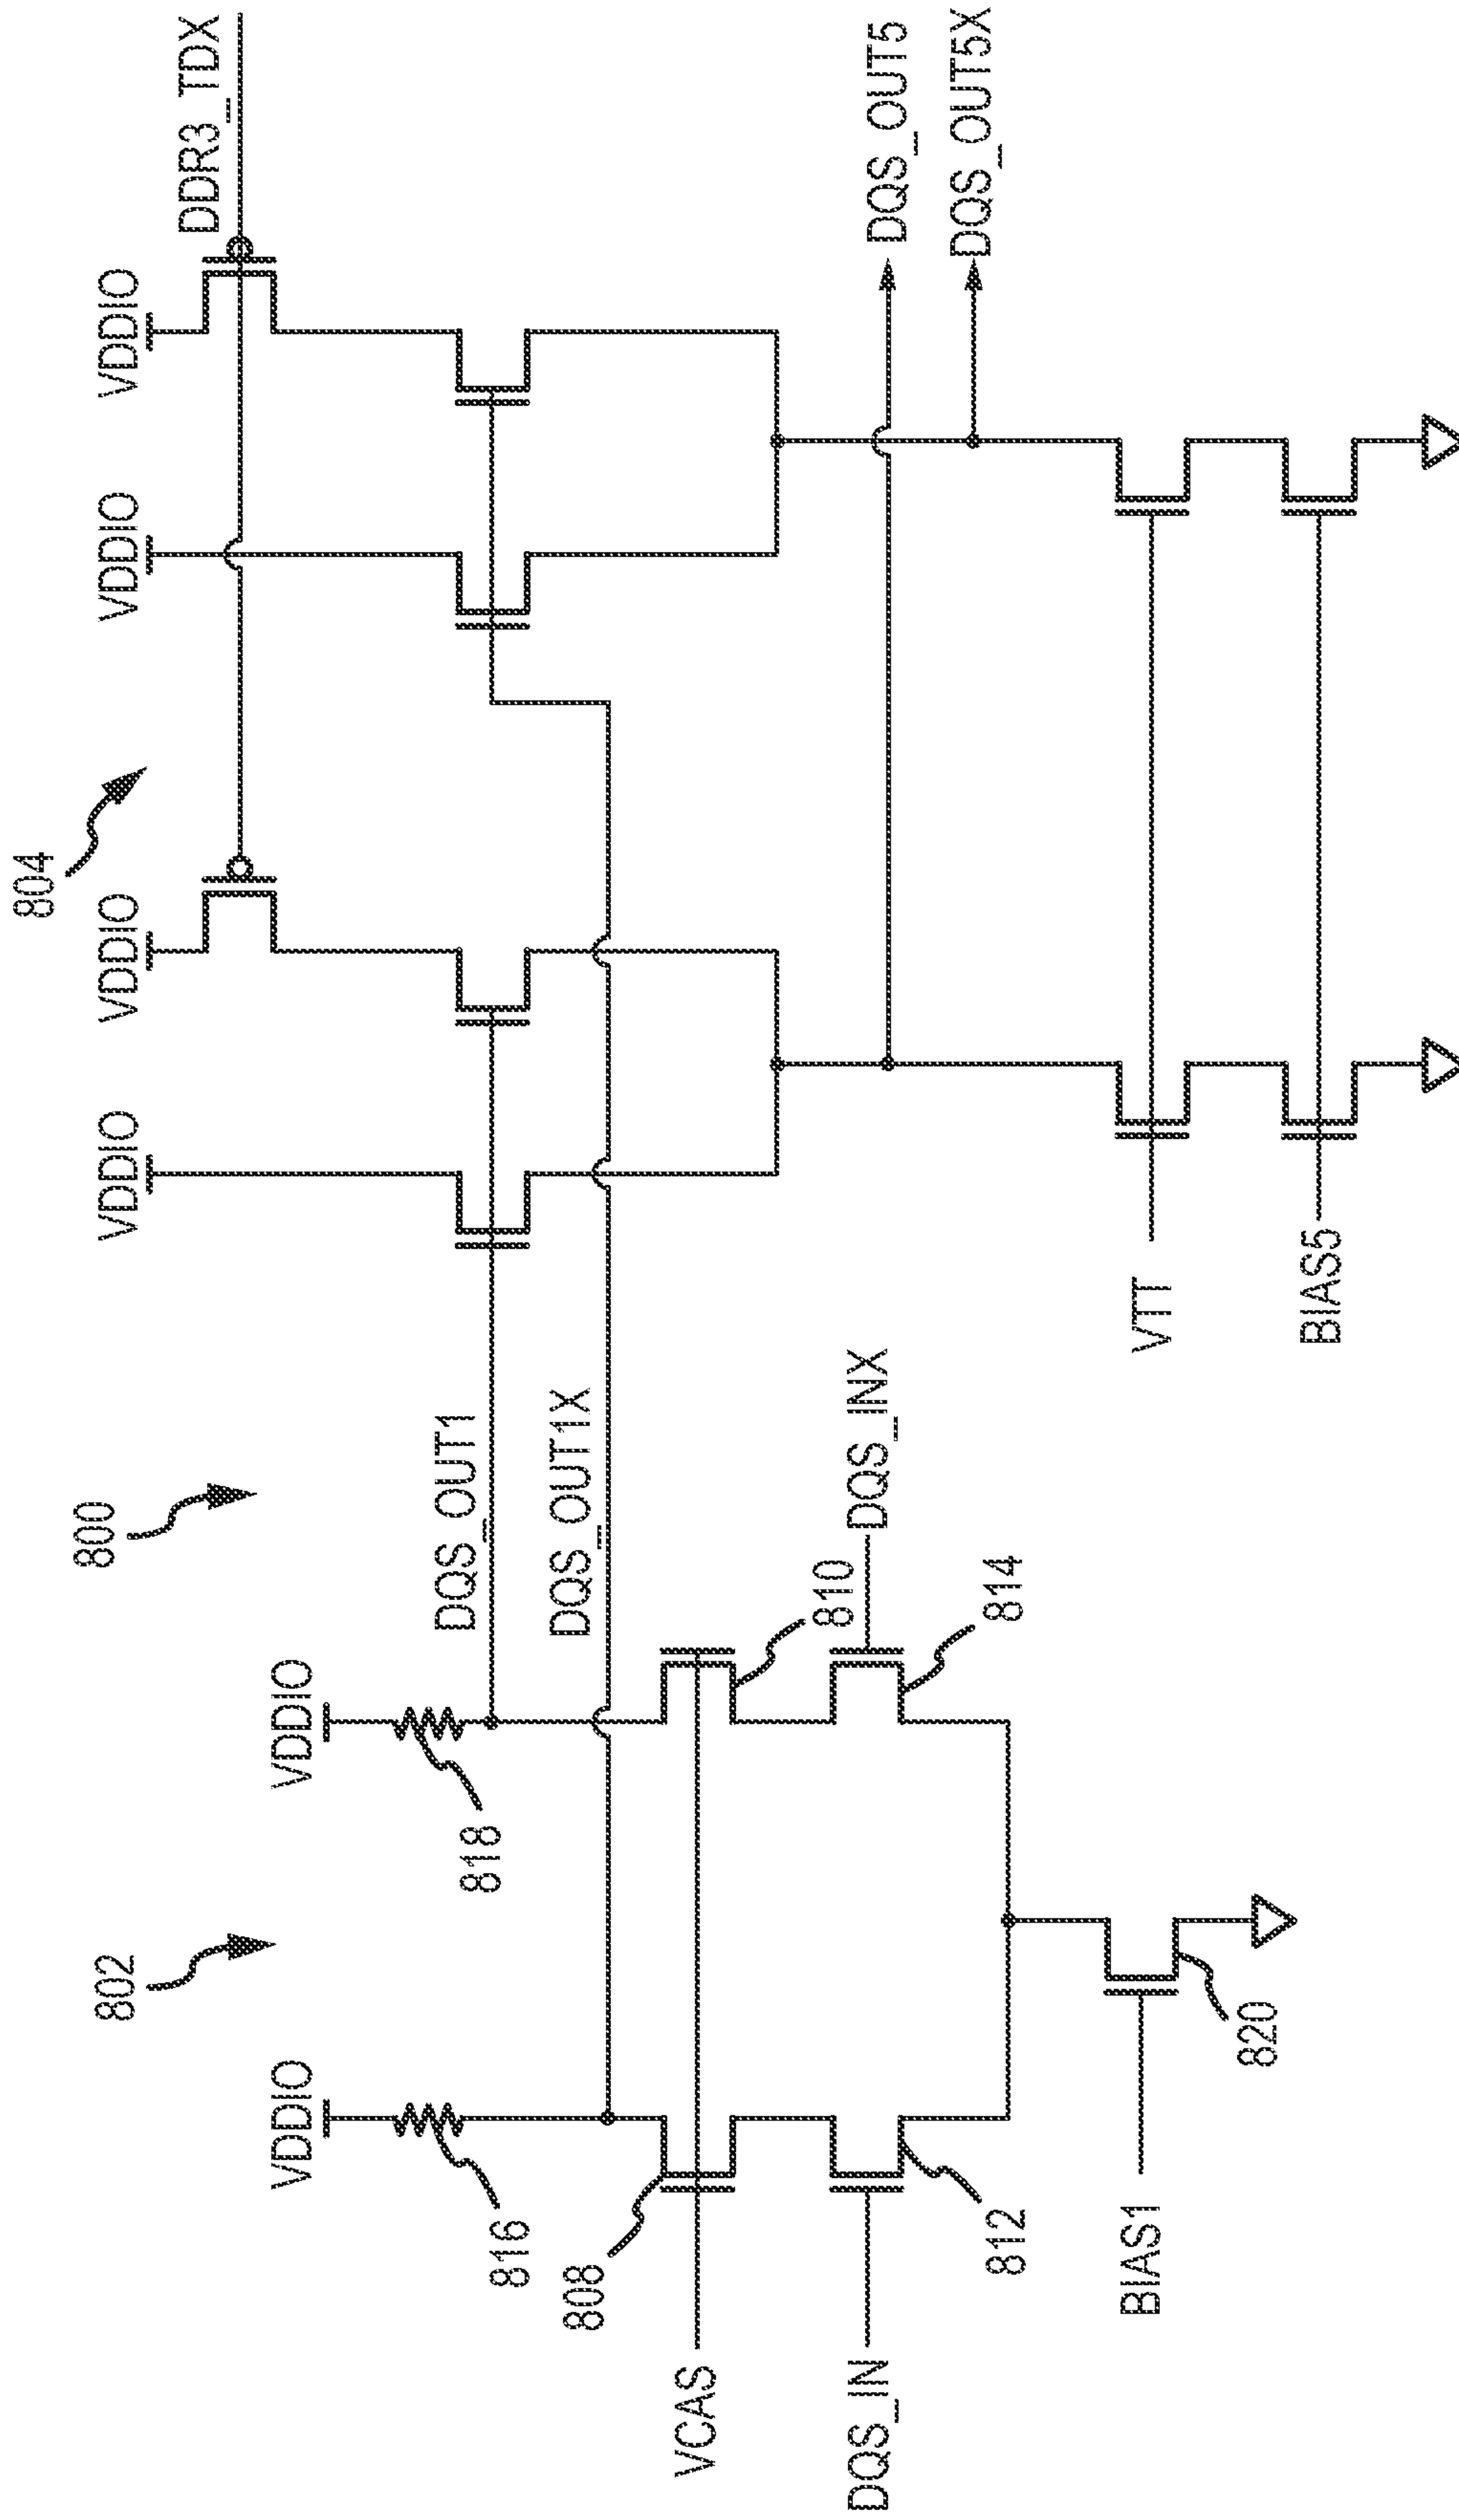 800
802
804
VDDIO
VDDIO
VDDIO
VDDIO
VDDIO
VDDIO
DDR3_TDX
816
818
DQS_OUT1
DQS_OUT1X
808
810
VCAS
DQS_IN
812
DQS_INX
814
DQS_OUT5
DQS_OUT5X
BIAS1
820
VTT
BIAS5